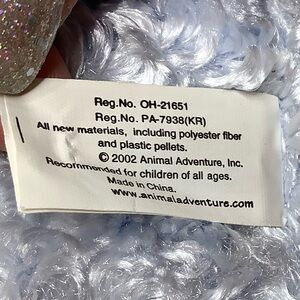 Reg.No. OH-21651
Reg.No. PA-7938(KR)
All new materials, including polyester fiber
and plastic pellets.
© 2002 Animal Adventure, Inc.
Recommended for children of all ages.
Made in China.
www.animaladventure.com